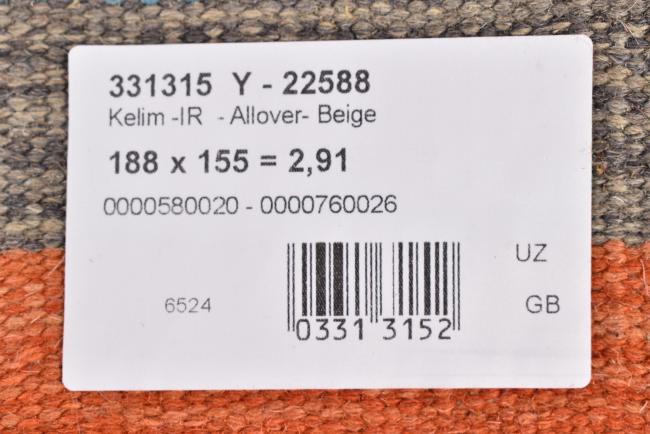 331315 Y - 22588
Kelim -IR - Allover- Beige
188 x 155 = 2,91
0000580020 - 0000760026
UZ
6524
GB
0331 3152